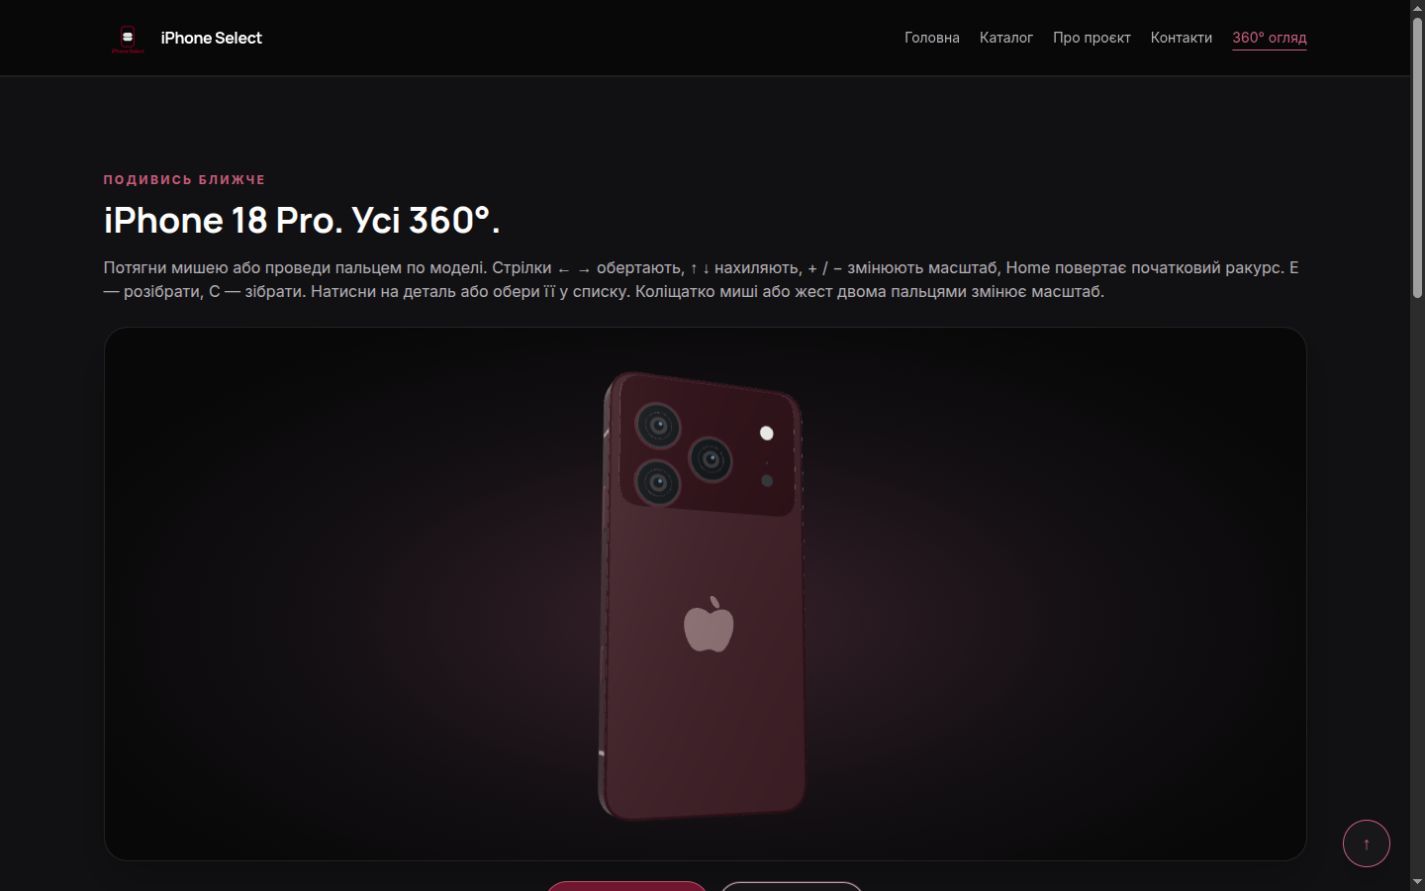 iPhone Select
Головна
Каталог
Про проєкт
Контакти
360° огляд
ПОДИВИСЬ БЛИЖЧЕ
iPhone 18 Pro. Усі 360°.
Потягни мишею або проведи пальцем по моделі. Стрілки ← → обертають, ↑ ↓ нахиляють, + / − змінюють масштаб, Home повертає початковий ракурс. E
— розібрати, C — зібрати. Натисни на деталь або обери її у списку. Коліщатко миші або жест двома пальцями змінює масштаб.
↑